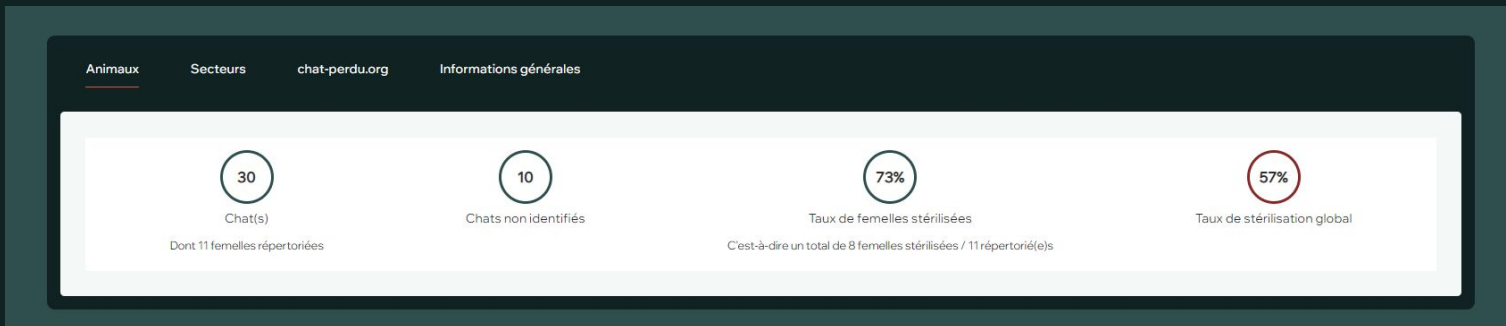 Animaux
Secteurs
chat-perdu.org
Informations générales
30
Chat(s)
Dont 11 femelles répertoriées
10
Chats non identifiés
73%
Taux de femelles stérilisées
C'est-à-dire un total de 8 femelles stérilisées / 11 répertorié(e)s
57%
Taux de stérilisation global